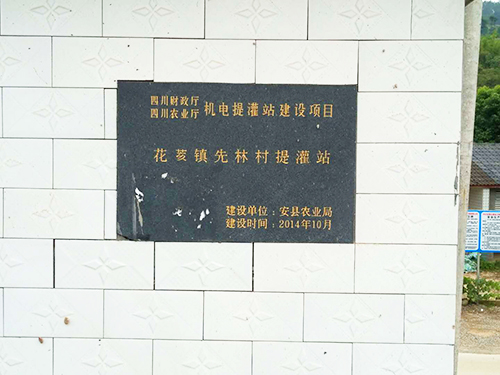 四川财政厅
四川农业厅 机电提灌站建设项目
花荄镇先林村提灌站
建设单位：安县农业局
建设时间：2014年10月